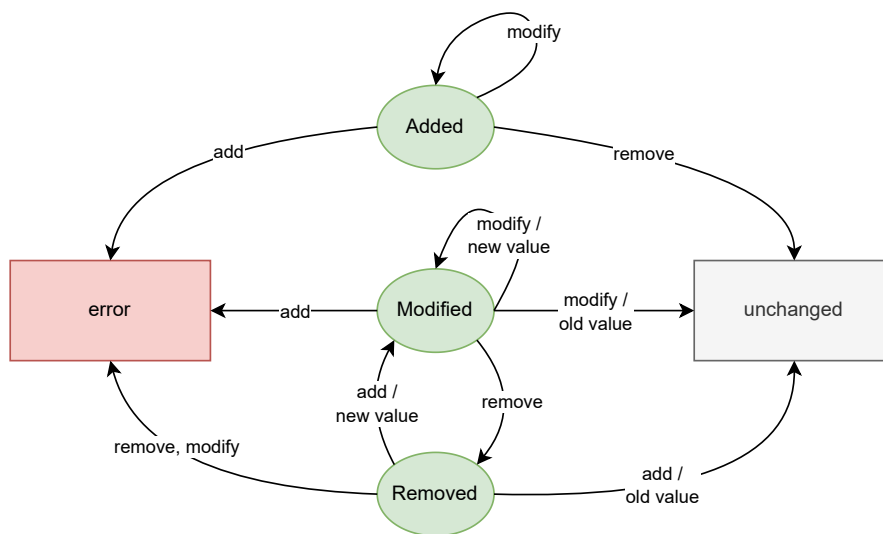 modify
Added
add
remove
modify /
new value
error
add
Modified
modify /
old value
unchanged
add /
new value
remove
remove, modify
Removed
add /
old value